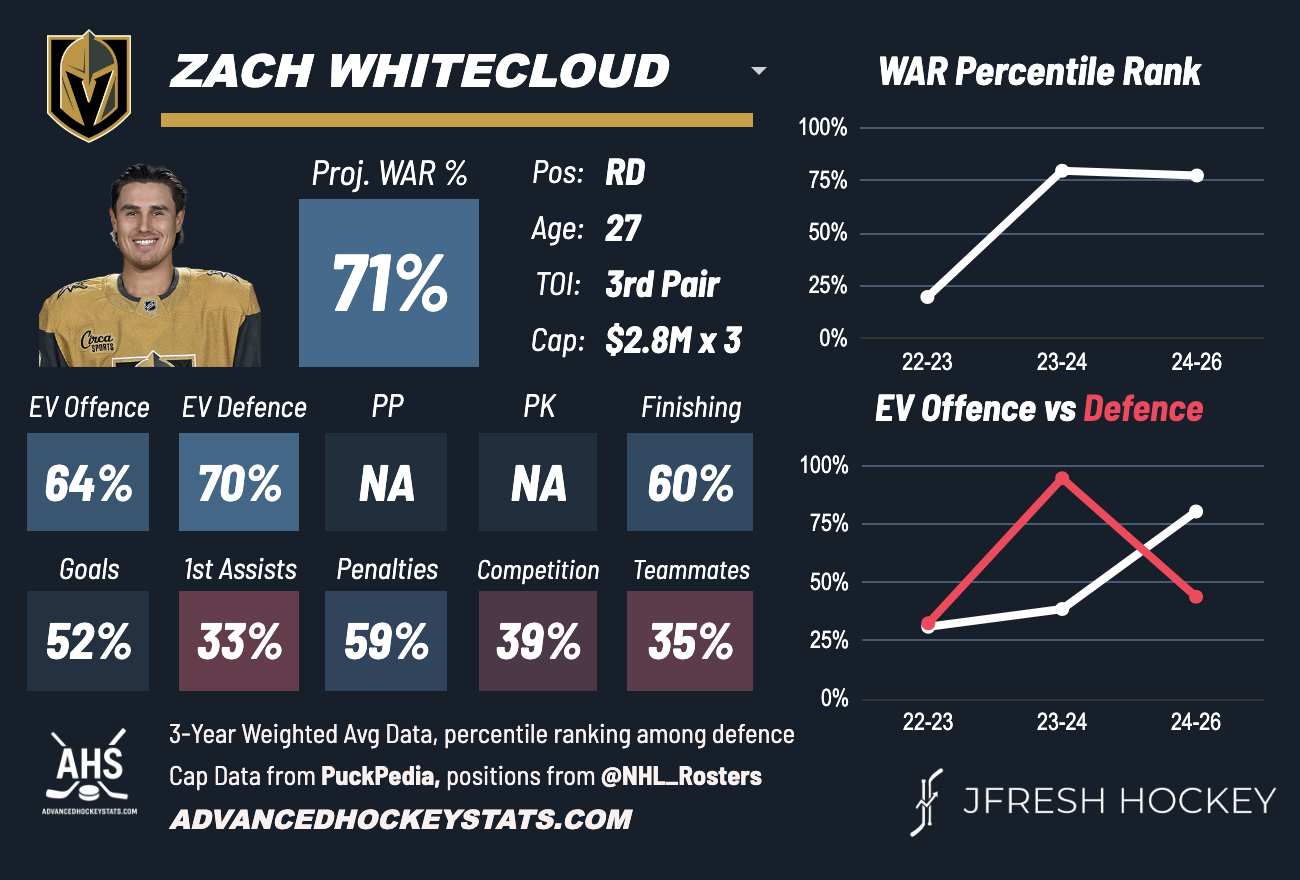 ZACH WHITECLOUD
Proj. WAR %
71%
Pos: RD
Age: 27
TOI: 3rd Pair
Cap: $2.8M x 3
Circa
SPORTS
EV Offence EV Defence PP PK Finishing
64% 70% NA NA 60%
Goals 1st Assists Penalties Competition Teammates
52% 33% 59% 39% 35%
AHS
ADVANCEDHOCKEYSTATS.COM
3-Year Weighted Avg Data, percentile ranking among defence
Cap Data from PuckPedia, positions from @NHL_Rosters
ADVANCEDHOCKEYSTATS.COM
WAR Percentile Rank
100%
75%
50%
25%
0%
22-23 23-24 24-26
EV Offence vs Defence
100%
75%
50%
25%
0%
22-23 23-24 24-26
JFRESH HOCKEY